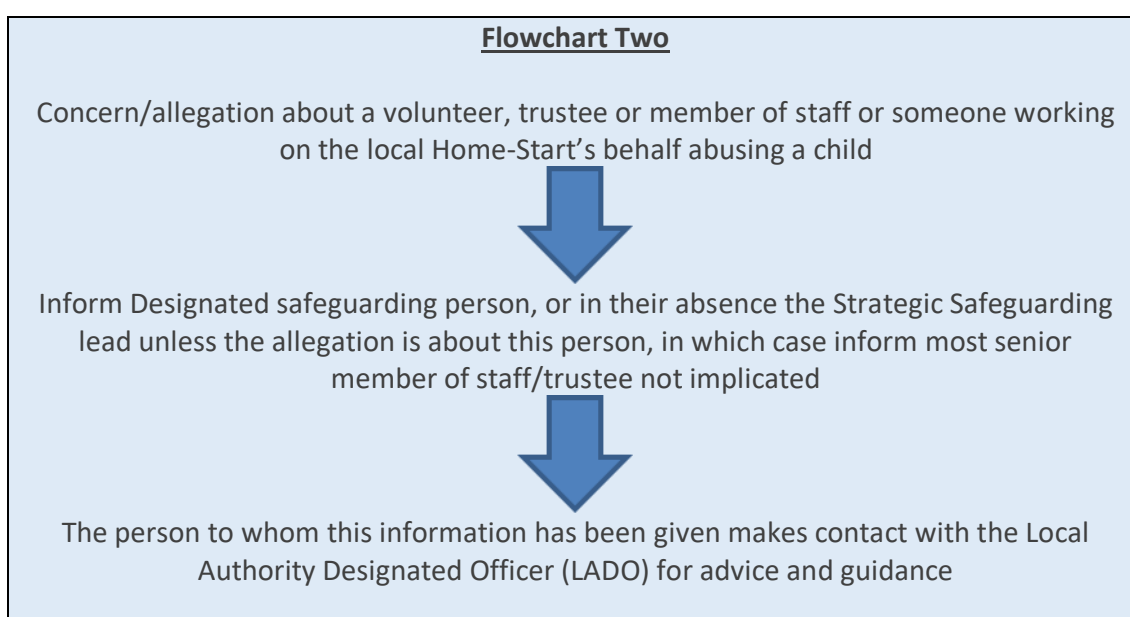 Flowchart Two
Concern/allegation about a volunteer, trustee or member of staff or someone working
on the local Home-Start’s behalf abusing a child
Inform Designated safeguarding person, or in their absence the Strategic Safeguarding
lead unless the allegation is about this person, in which case inform most senior
member of staff/trustee not implicated
The person to whom this information has been given makes contact with the Local
Authority Designated Officer (LADO) for advice and guidance